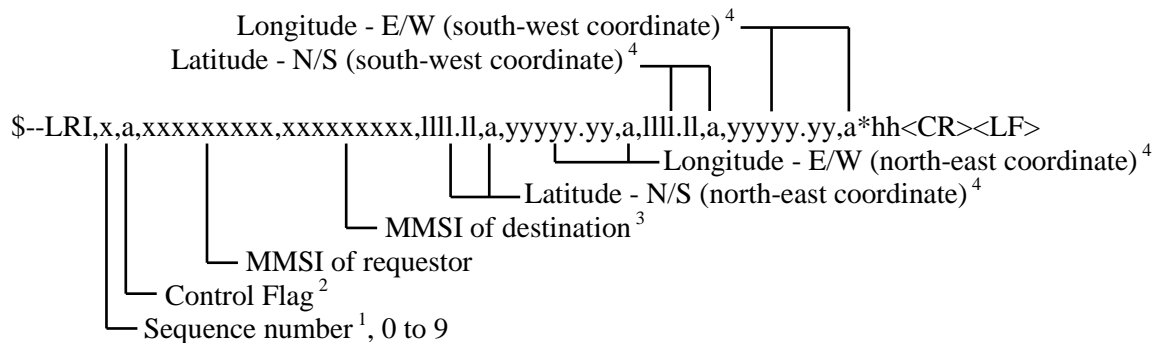 Longitude - E/W (south-west coordinate) 4
Latitude - N/S (south-west coordinate) 4
$--LRI,x,a,xxxxxxxxx,xxxxxxxxx,llll.ll,a,yyyyy.yy,a,llll.ll,a,yyyyy.yy,a*hh<CR><LF>
Longitude - E/W (north-east coordinate) 4
Latitude - N/S (north-east coordinate) 4
MMSI of destination 3
MMSI of requestor
Control Flag 2
Sequence number 1, 0 to 9